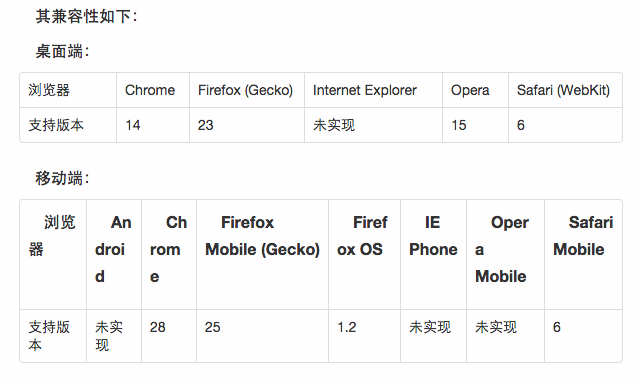 其兼容性如下：
桌面端：
浏览器 Chrome Firefox (Gecko) Internet Explorer Opera Safari (WebKit)
支持版本 14 23 未实现 15 6
移动端：
浏览器 Android Chrome Firefox Mobile (Gecko) Firefox OS IE Phone Opera Mobile Safari Mobile
支持版本 未实现 28 25 1.2 未实现 未实现 6